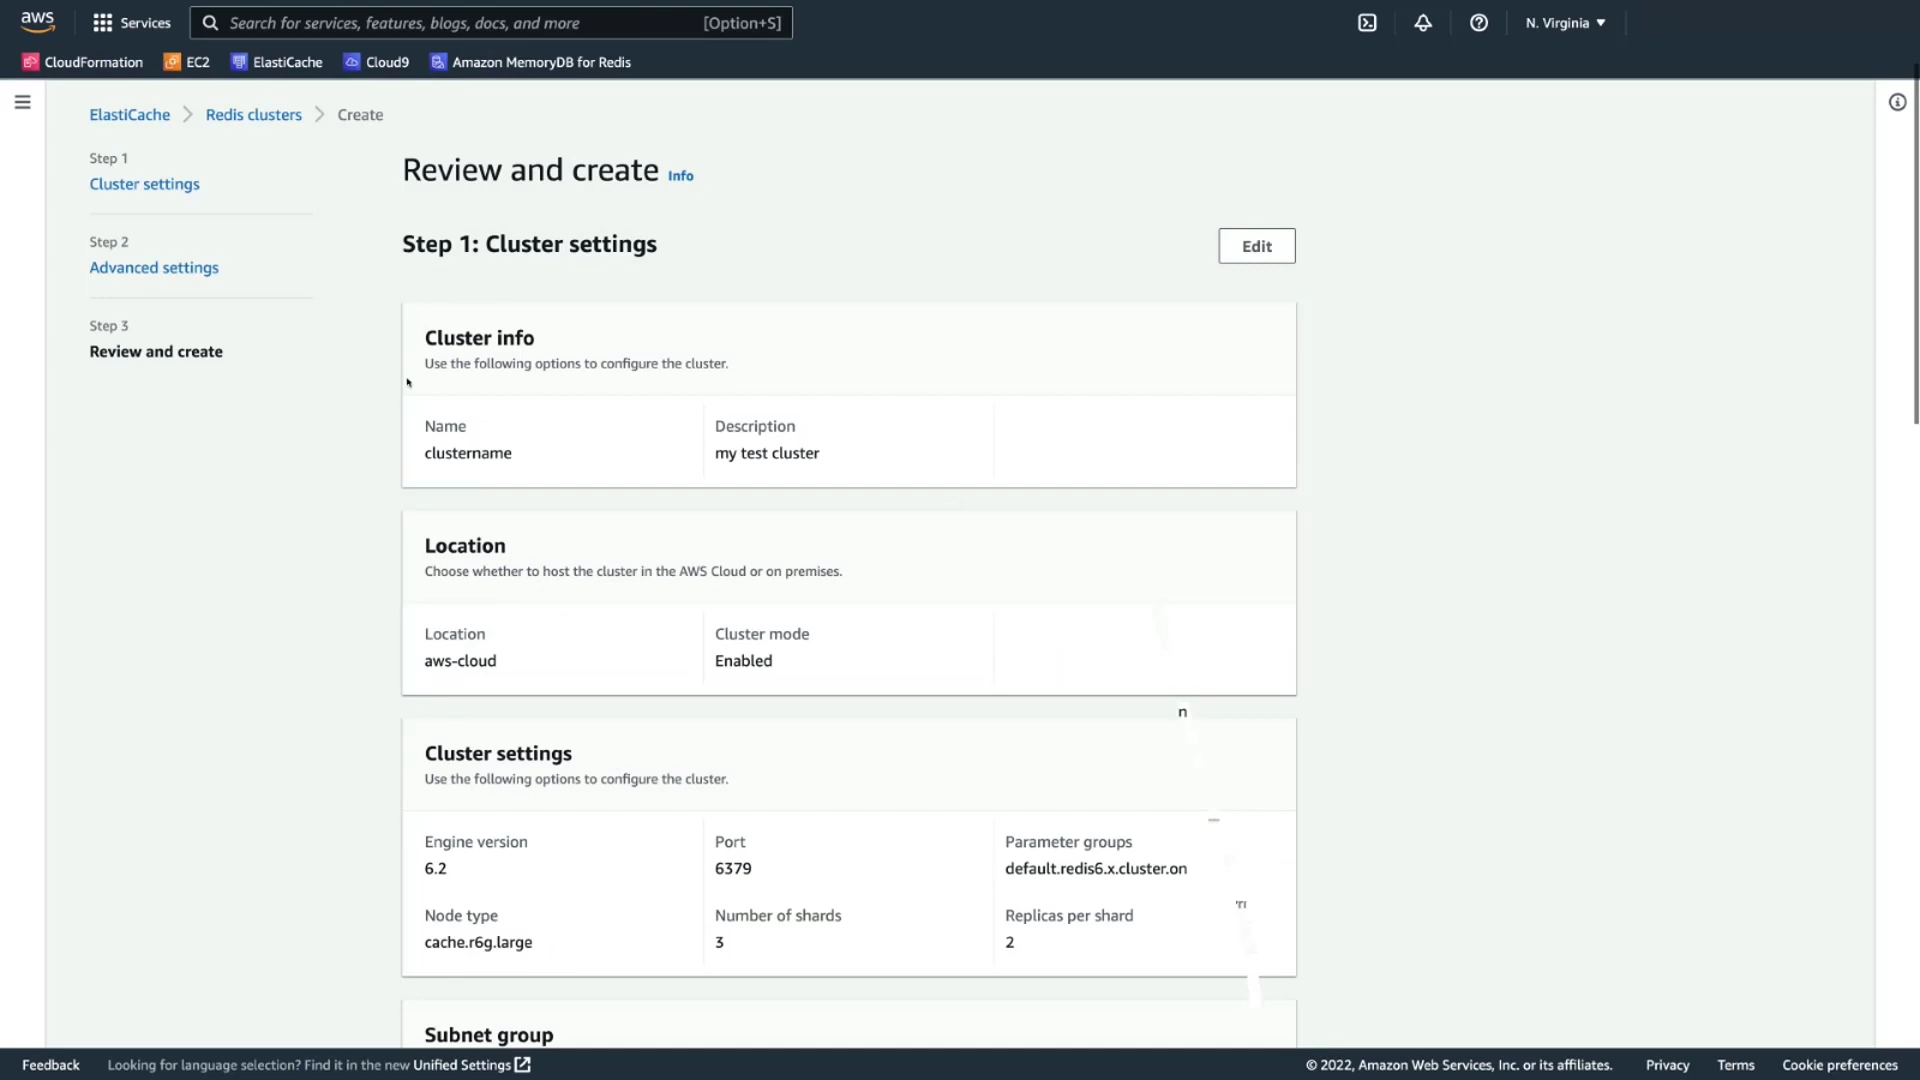 aws
Services
Search for services, features, blogs, docs, and more
[Option+S]
N. Virginia
CloudFormation
EC2
ElastiCache
Cloud9
Amazon MemoryDB for Redis
ElastiCache
Redis clusters
Create
Step 1
Cluster settings
Step 2
Advanced settings
Step 3
Review and create
Review and create Info
Step 1: Cluster settings
Edit
Cluster info
Use the following options to configure the cluster.
Name
clustername
Description
my test cluster
Location
Choose whether to host the cluster in the AWS Cloud or on premises.
Location
aws-cloud
Cluster mode
Enabled
n
Cluster settings
Use the following options to configure the cluster.
Engine version
6.2
Port
6379
Parameter groups
default.redis6.x.cluster.on
Node type
cache.r6g.large
Number of shards
3
Replicas per shard
2
Subnet group
Feedback
Looking for language selection? Find it in the new Unified Settings
© 2022, Amazon Web Services, Inc. or its affiliates.
Privacy
Terms
Cookie preferences